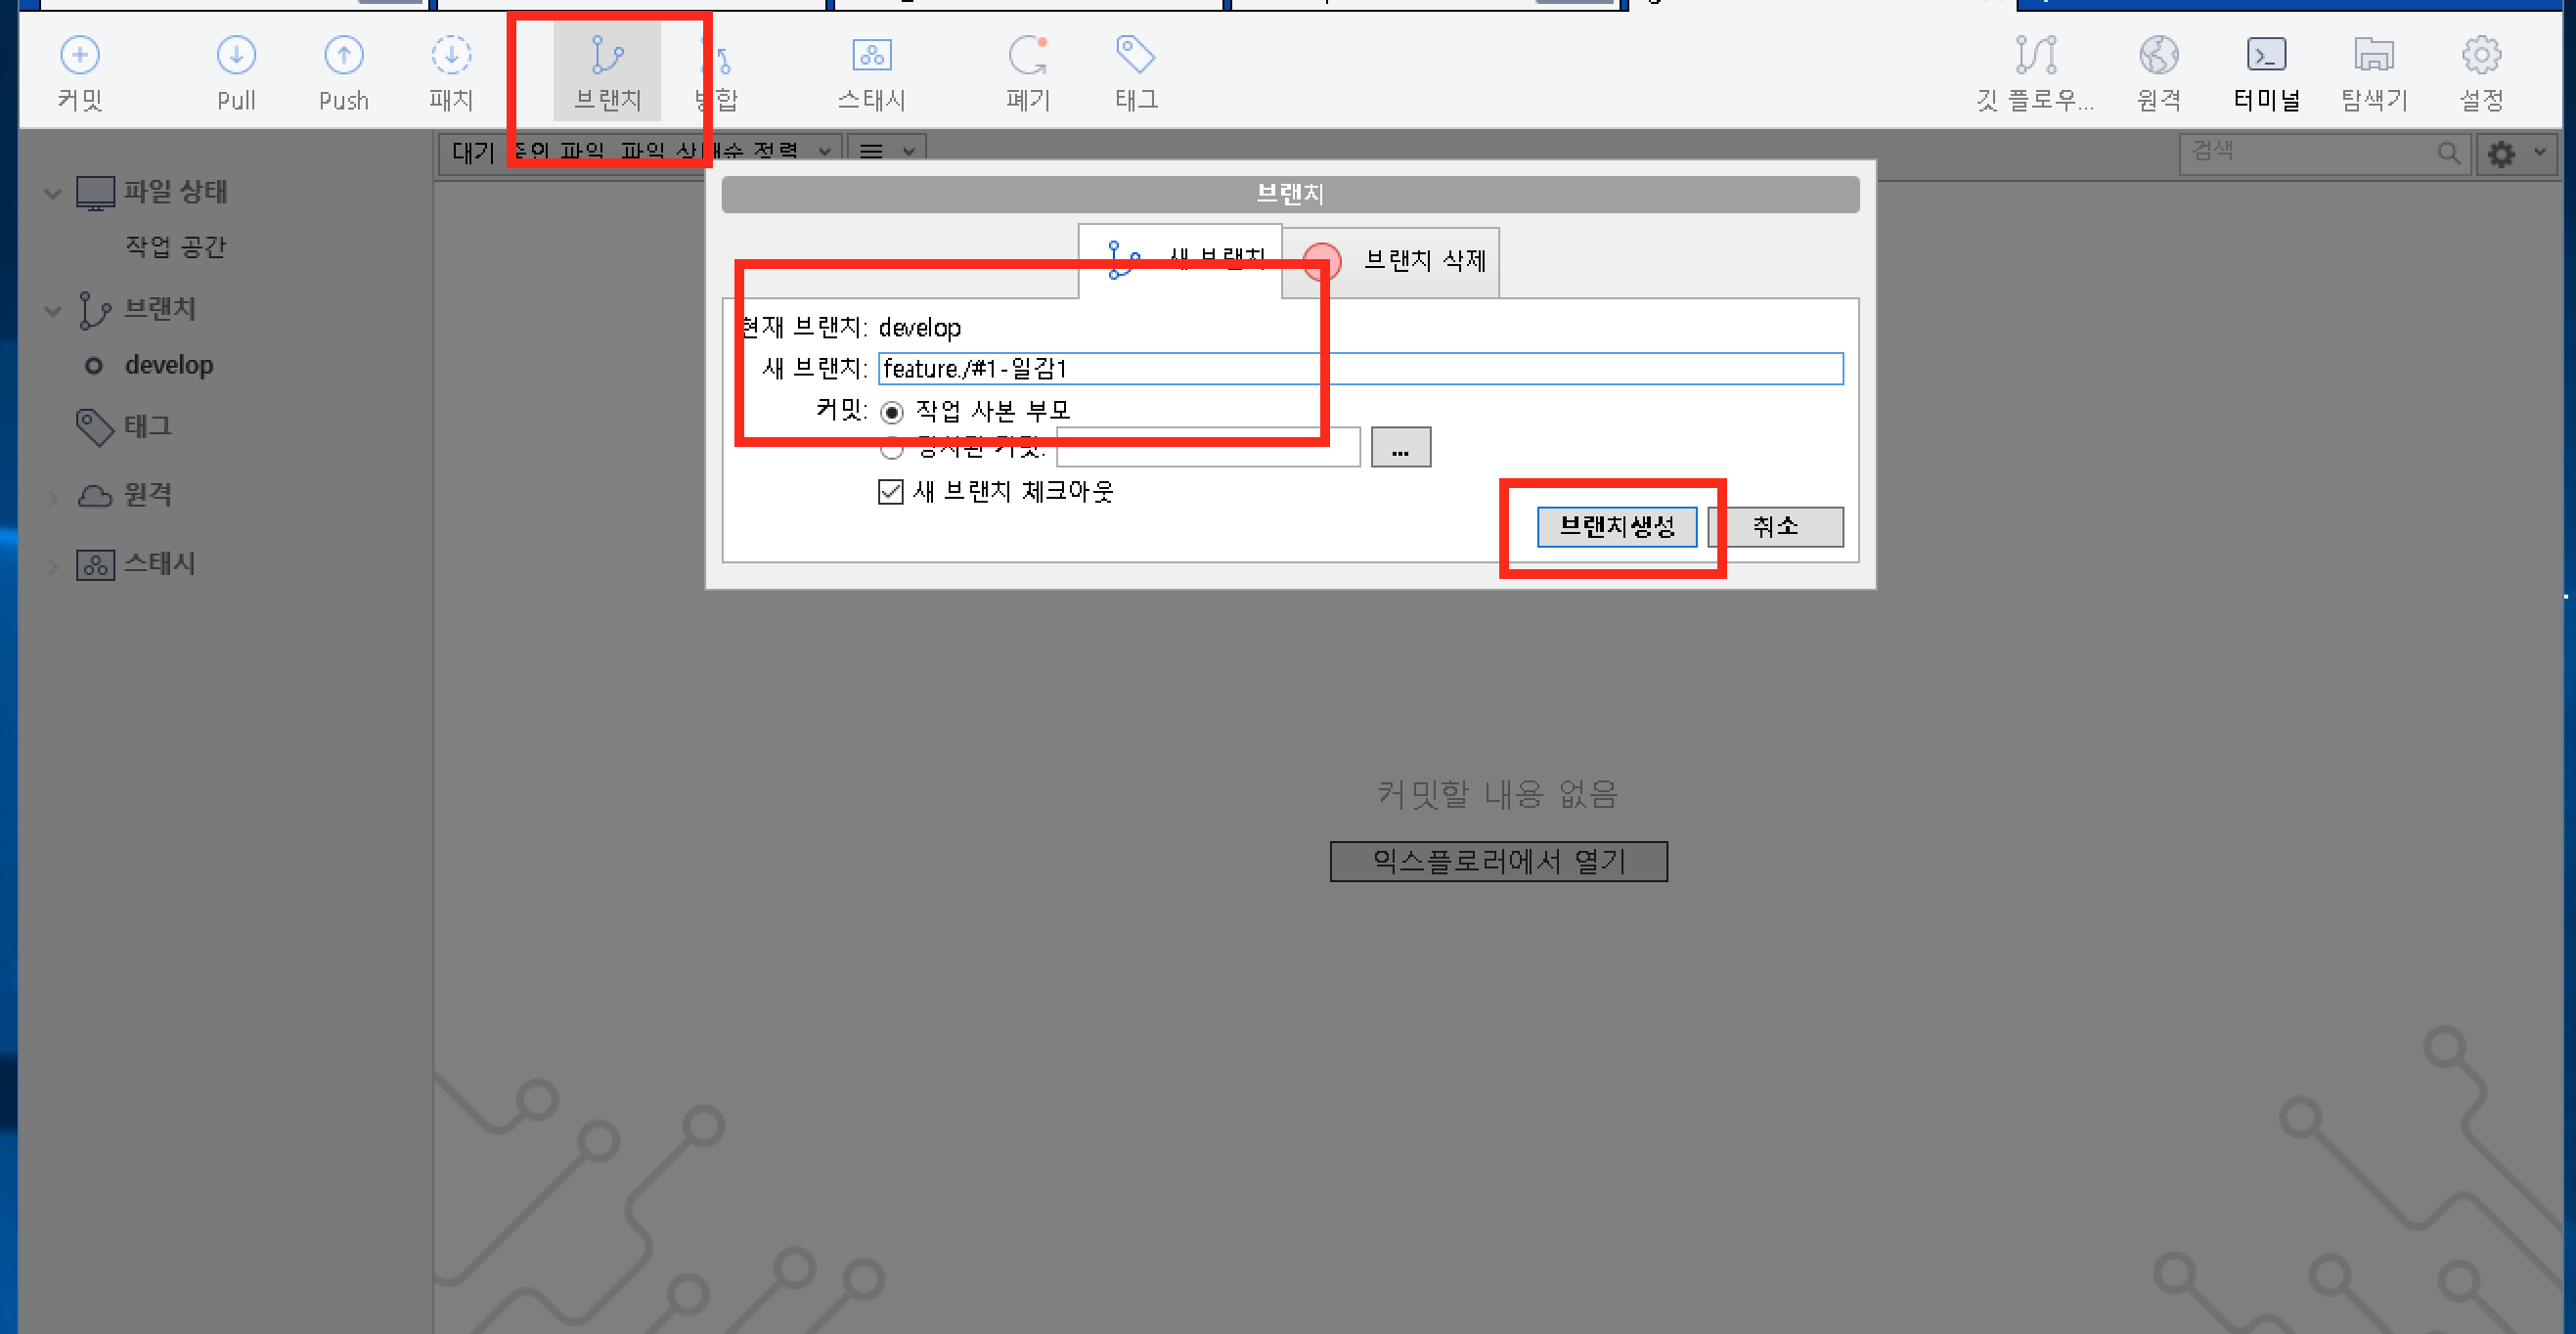 커밋 Pull Push 패치 브랜치 병합 스태시 폐기 태그 깃 플로우... 원격 터미널 탐색기 설정
대기 중인 파일, 파일 상태순 정렬 검색
파일 상태
작업 공간
브랜치
develop
태그
원격
스태시
브랜치
새 브랜치 브랜치 삭제
현재 브랜치: develop
새 브랜치: feature./#1-일감1
커밋: 작업 사본 부모
명시된 커밋: ...
새 브랜치 체크아웃
브랜치생성 취소
커밋할 내용 없음
익스플로러에서 열기